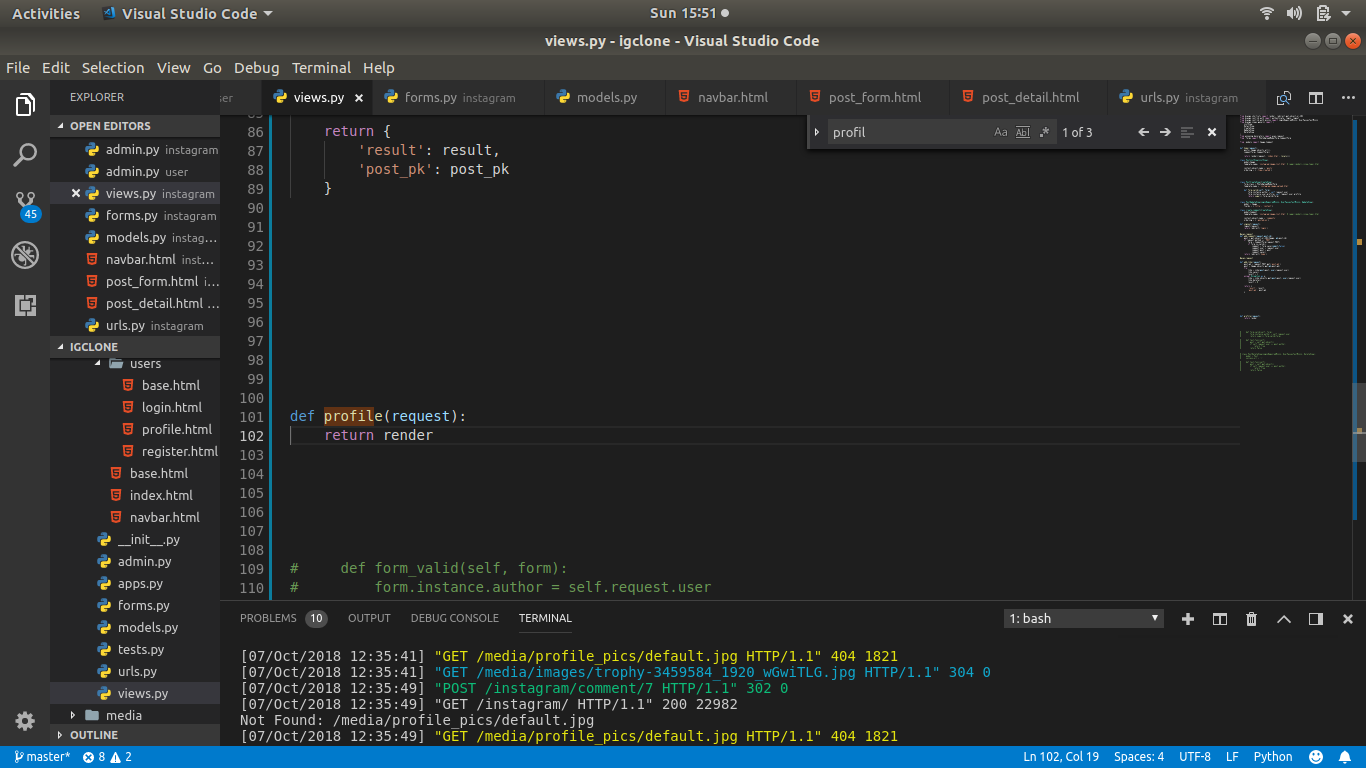 Activities Visual Studio Code Sun 15:51
views.py - igclone - Visual Studio Code
File Edit Selection View Go Debug Terminal Help
EXPLORER
OPEN EDITORS
admin.py instagram
admin.py user
views.py instagram
forms.py instagram
models.py instag...
navbar.html inst...
post_form.html i...
post_detail.html ...
urls.py instagram
IGCLONE
users
base.html
login.html
profile.html
register.html
base.html
index.html
navbar.html
__init__.py
admin.py
apps.py
forms.py
models.py
tests.py
urls.py
views.py
media
OUTLINE
45
ser views.py forms.py instagram models.py navbar.html post_form.html post_detail.html urls.py instagram
profil Aa Abl .* 1 of 3
85
86 return {
87 'result': result,
88 'post_pk': post_pk
89 }
90
91
92
93
94
95
96
97
98
99
100
101 def profile(request):
102 return render
103
104
105
106
107
108
109 # def form_valid(self, form):
110 # form.instance.author = self.request.user
PROBLEMS 10 OUTPUT DEBUG CONSOLE TERMINAL 1: bash
[07/Oct/2018 12:35:41] "GET /media/profile_pics/default.jpg HTTP/1.1" 404 1821
[07/Oct/2018 12:35:41] "GET /media/images/trophy-3459584_1920_wGwiTLG.jpg HTTP/1.1" 304 0
[07/Oct/2018 12:35:49] "POST /instagram/comment/7 HTTP/1.1" 302 0
[07/Oct/2018 12:35:49] "GET /instagram/ HTTP/1.1" 200 22982
Not Found: /media/profile_pics/default.jpg
[07/Oct/2018 12:35:49] "GET /media/profile_pics/default.jpg HTTP/1.1" 404 1821
master* 8 2 Ln 102, Col 19 Spaces: 4 UTF-8 LF Python